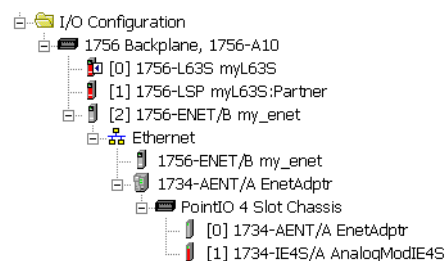 I/O Configuration
1756 Backplane, 1756-A10
[0] 1756-L63S myL63S
[1] 1756-LSP myL63S:Partner
[2] 1756-ENET/B my_enet
Ethernet
1756-ENET/B my_enet
1734-AENT/A EnetAdptr
PointIO 4 Slot Chassis
[0] 1734-AENT/A EnetAdptr
[1] 1734-IE4S/A AnalogModIE4S